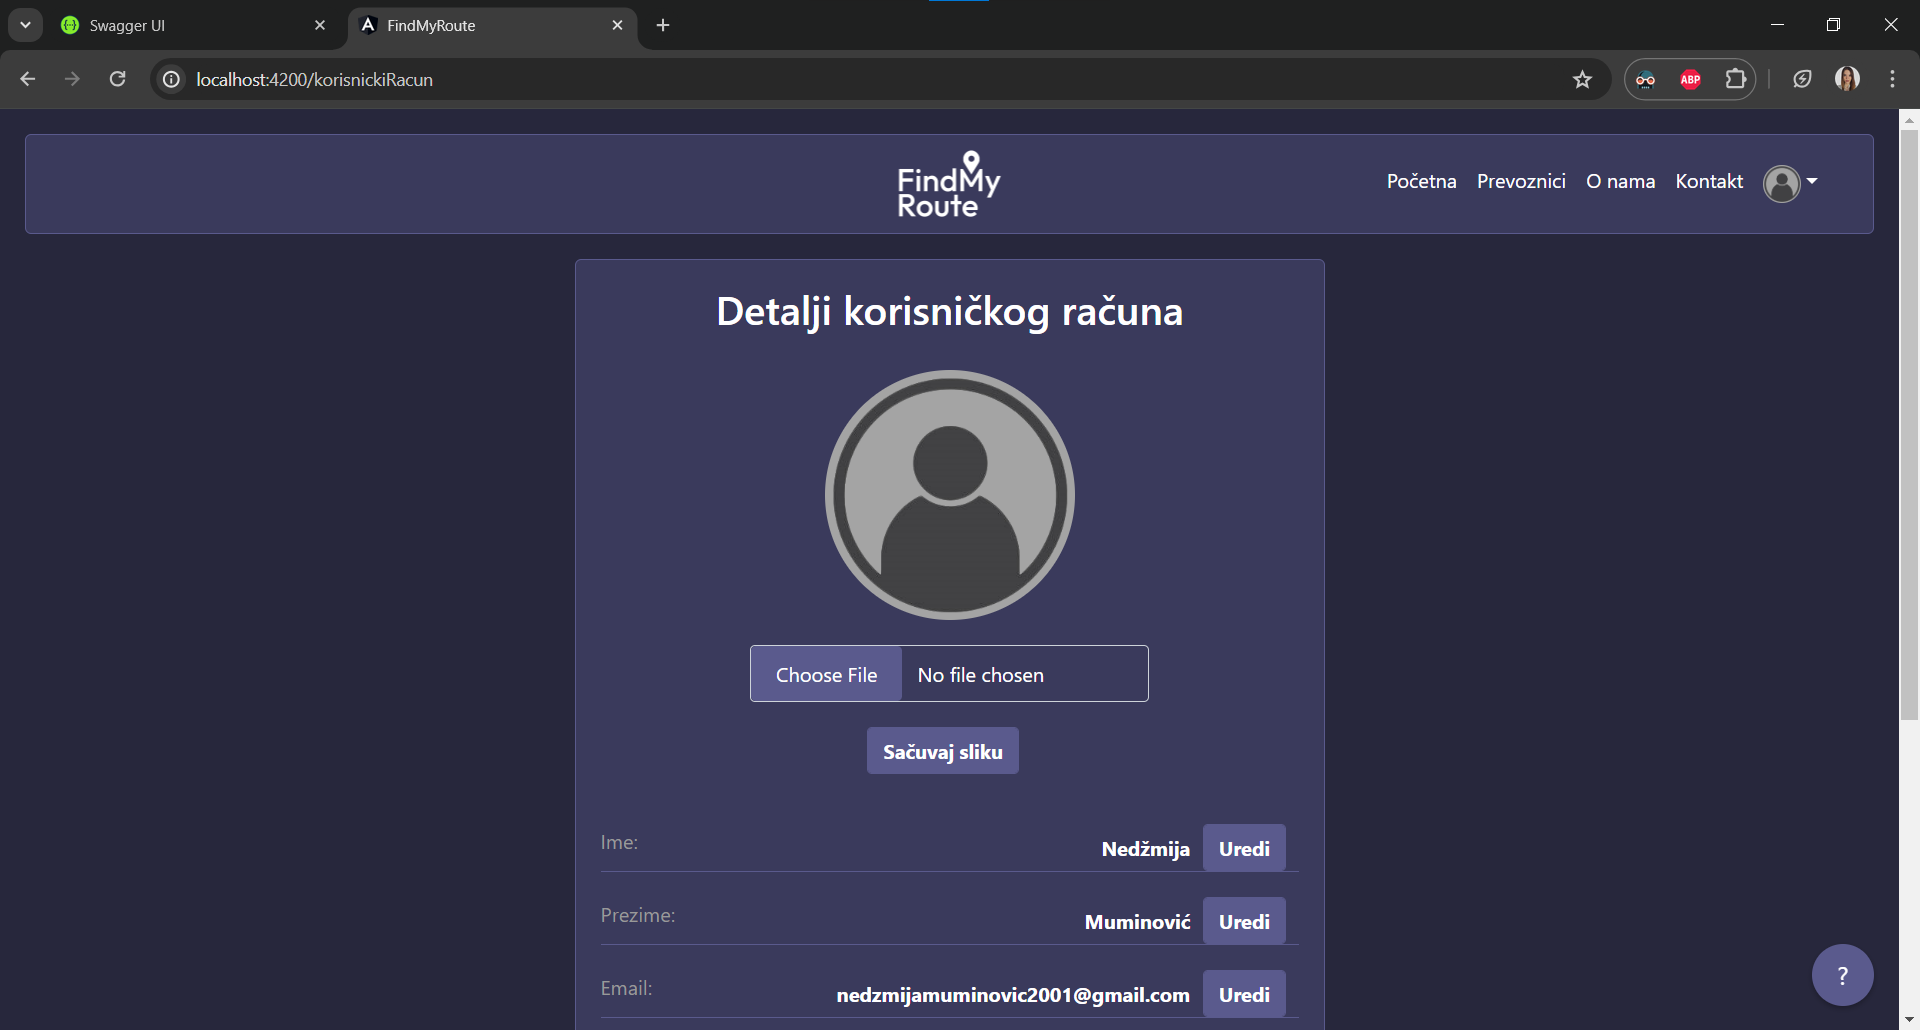 Swagger UI
FindMyRoute
localhost:4200/korisnickiRacun
ABP
FindMy
Route
Početna
Prevoznici
O nama
Kontakt
Detalji korisničkog računa
Choose File
No file chosen
Sačuvaj sliku
Ime:
Nedžmija
Uredi
Prezime:
Muminović
Uredi
Email:
nedzmijamuminovic2001@gmail.com
Uredi
?